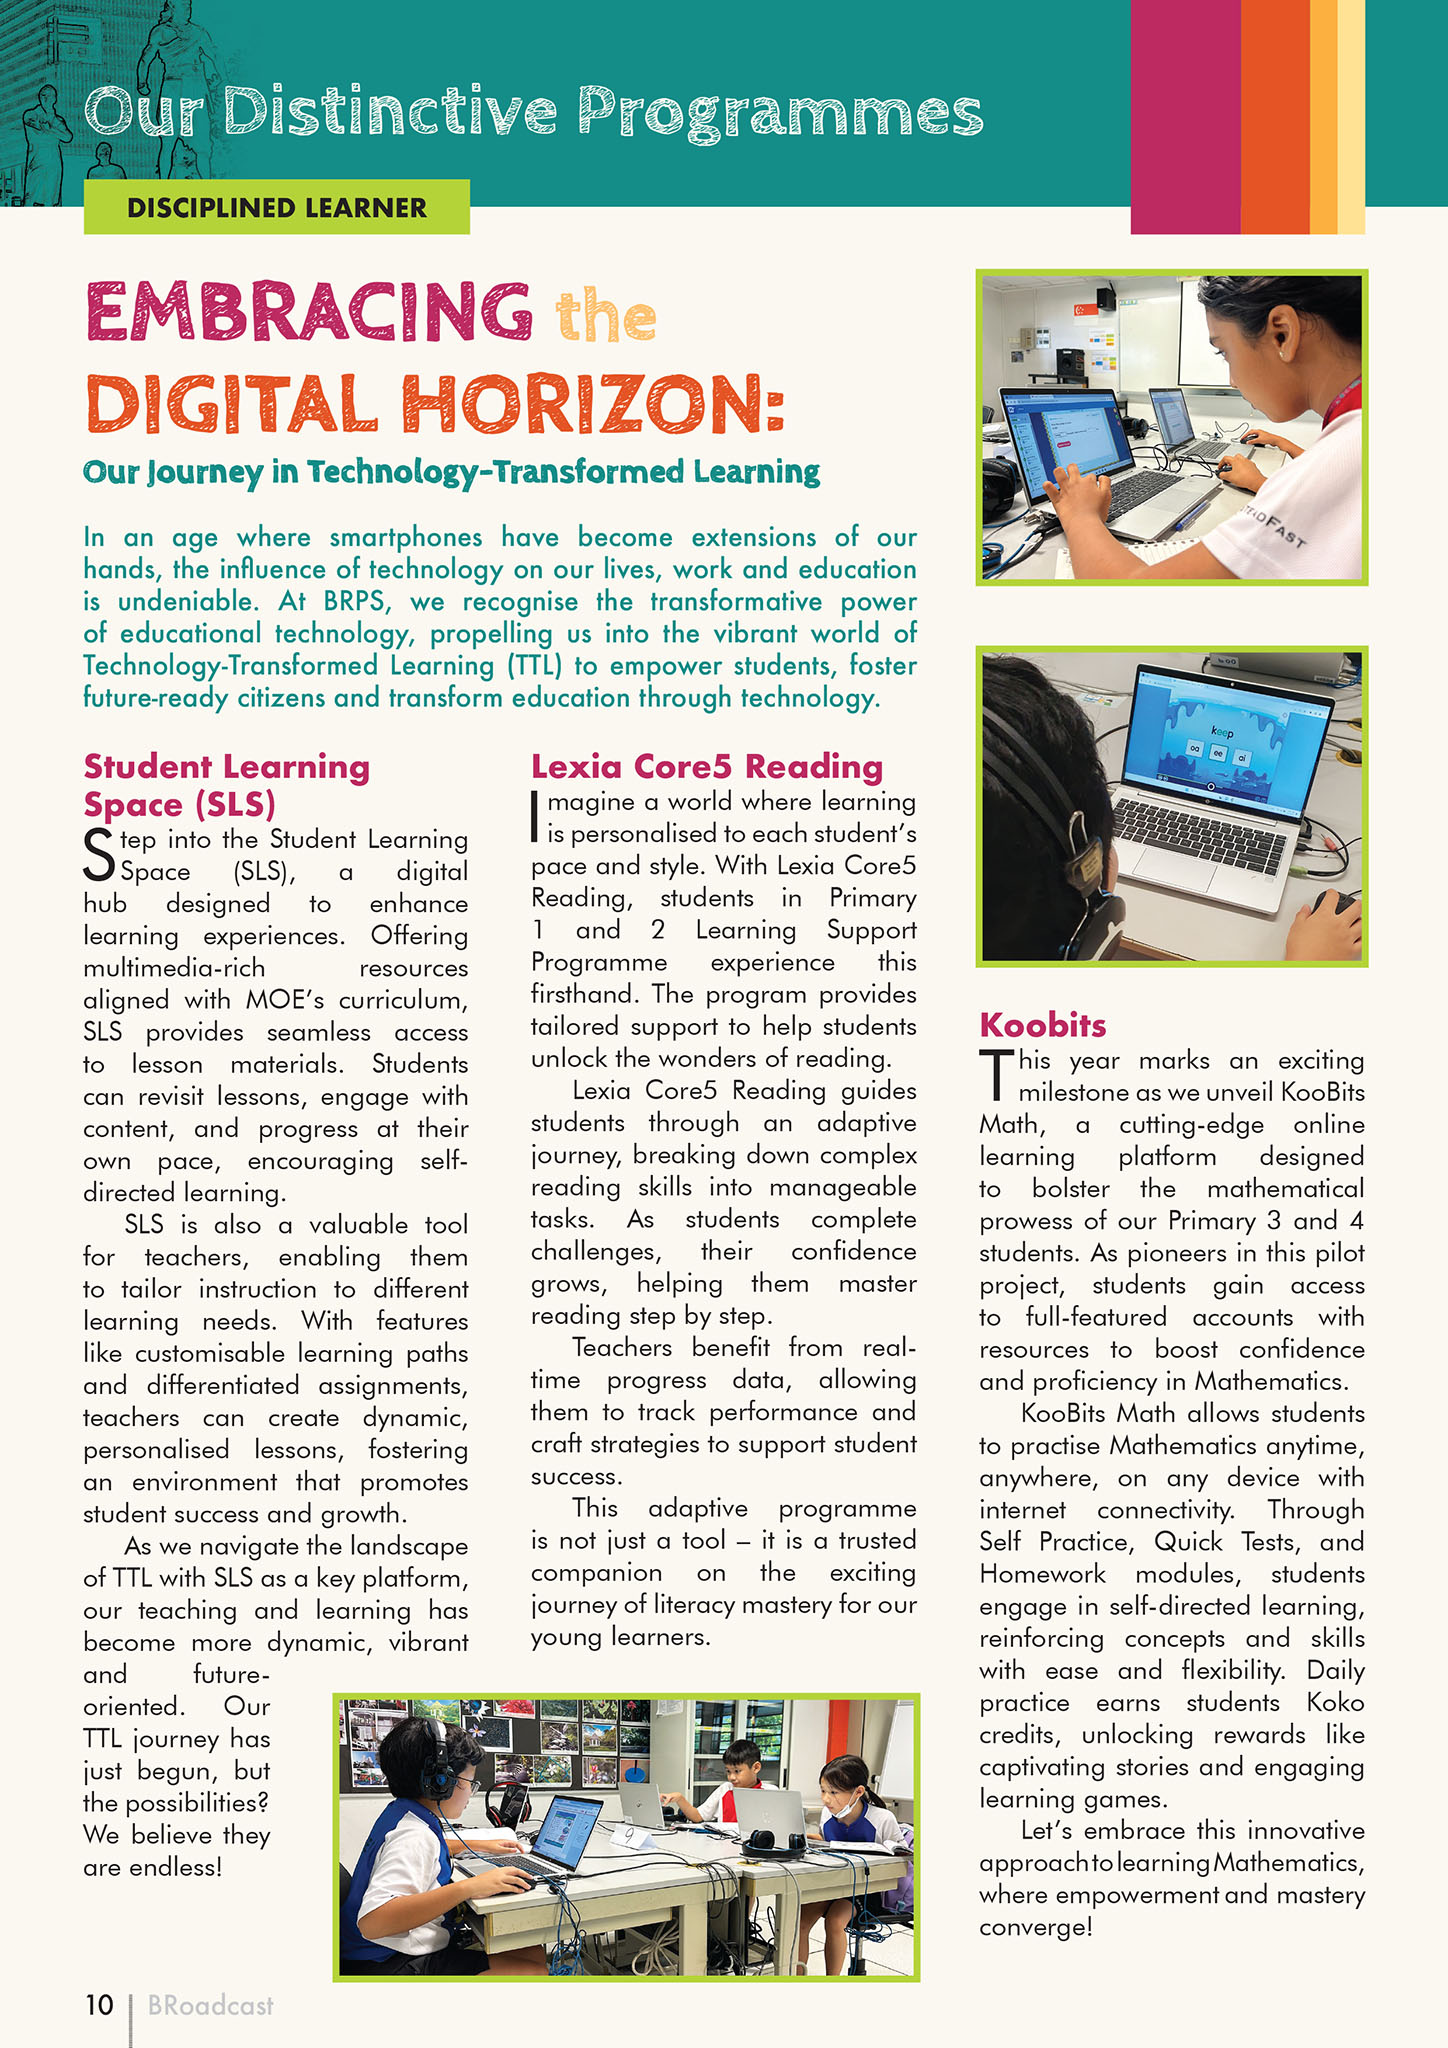 Our Distinctive Programmes
DISCIPLINED LEARNER
EMBRACING the
DIGITAL HORIZON:
Our Journey in Technology-Transformed Learning
In an age where smartphones have become extensions of our
hands, the influence of technology on our lives, work and education
is undeniable. At BRPS, we recognise the transformative power
of educational technology, propelling us into the vibrant world of
Technology-Transformed Learning (TTL) to empower students, foster
future-ready citizens and transform education through technology.
Student Learning
Space (SLS)
Step into the Student Learning
Space (SLS), a digital
hub designed to enhance
learning experiences. Offering
multimedia-rich resources
aligned with MOE's curriculum,
SLS provides seamless access
to lesson materials. Students
can revisit lessons, engage with
content, and progress at their
own pace, encouraging self-
directed learning.
SLS is also a valuable tool
for teachers, enabling them
to tailor instruction to different
learning needs. With features
like customisable learning paths
and differentiated assignments,
teachers can create dynamic,
personalised lessons, fostering
an environment that promotes
student success and growth.
As we navigate the landscape
of TTL with SLS as a key platform,
our teaching and learning has
become more dynamic, vibrant
and future-
oriented. Our
TTL journey has
just begun, but
the possibilities?
We believe they
are endless!
Lexia Core5 Reading
Imagine a world where learning
is personalised to each student's
pace and style. With Lexia Core5
Reading, students in Primary
1 and 2 Learning Support
Programme experience this
firsthand. The program provides
tailored support to help students
unlock the wonders of reading.
Lexia Core5 Reading guides
students through an adaptive
journey, breaking down complex
reading skills into manageable
tasks. As students complete
challenges, their confidence
grows, helping them master
reading step by step.
Teachers benefit from real-
time progress data, allowing
them to track performance and
craft strategies to support student
success.
This adaptive programme
is not just a tool – it is a trusted
companion on the exciting
journey of literacy mastery for our
young learners.
9
FAST
keep
oa ee ai
Koobits
This year marks an exciting
milestone as we unveil KooBits
Math, a cutting-edge online
learning platform designed
to bolster the mathematical
prowess of our Primary 3 and 4
students. As pioneers in this pilot
project, students gain access
to full-featured accounts with
resources to boost confidence
and proficiency in Mathematics.
KooBits Math allows students
to practise Mathematics anytime,
anywhere, on any device with
internet connectivity. Through
Self Practice, Quick Tests, and
Homework modules, students
engage in self-directed learning,
reinforcing concepts and skills
with ease and flexibility. Daily
practice earns students Koko
credits, unlocking rewards like
captivating stories and engaging
learning games.
Let's embrace this innovative
approach to learning Mathematics,
where empowerment and mastery
converge!
10
BRoadcast